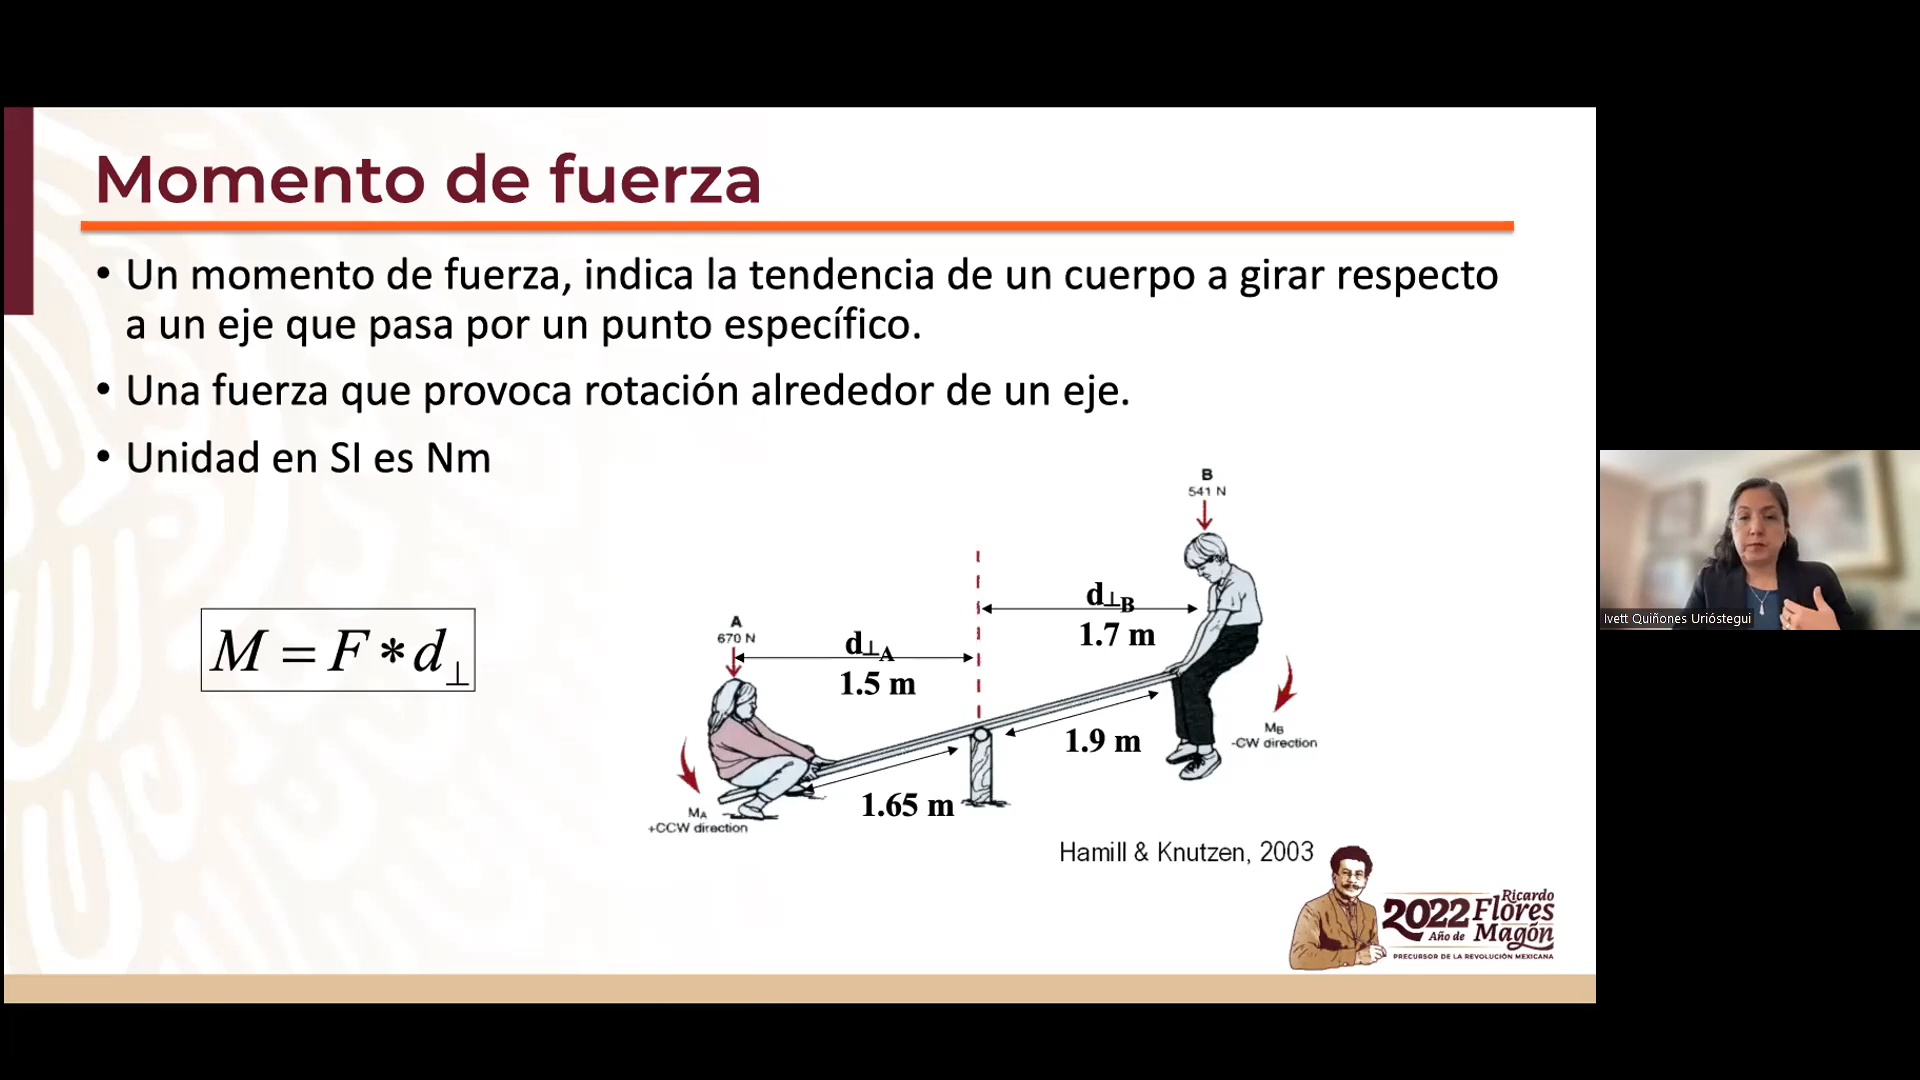 Momento de fuerza
• Un momento de fuerza, indica la tendencia de un cuerpo a girar respecto
a un eje que pasa por un punto específico.
• Una fuerza que provoca rotación alrededor de un eje.
• Unidad en SI es Nm
M = F * d⊥
B
541 N
d⊥B
1.7 m
A
670 N
d⊥A
1.5 m
1.9 m
1.65 m
MB
-CW direction
MA
+CCW direction
Hamill & Knutzen, 2003
2022 Ricardo
Flores
Año de Magón
PRECURSOR DE LA REVOLUCIÓN MEXICANA
Ivett Quiñones Urióstegui